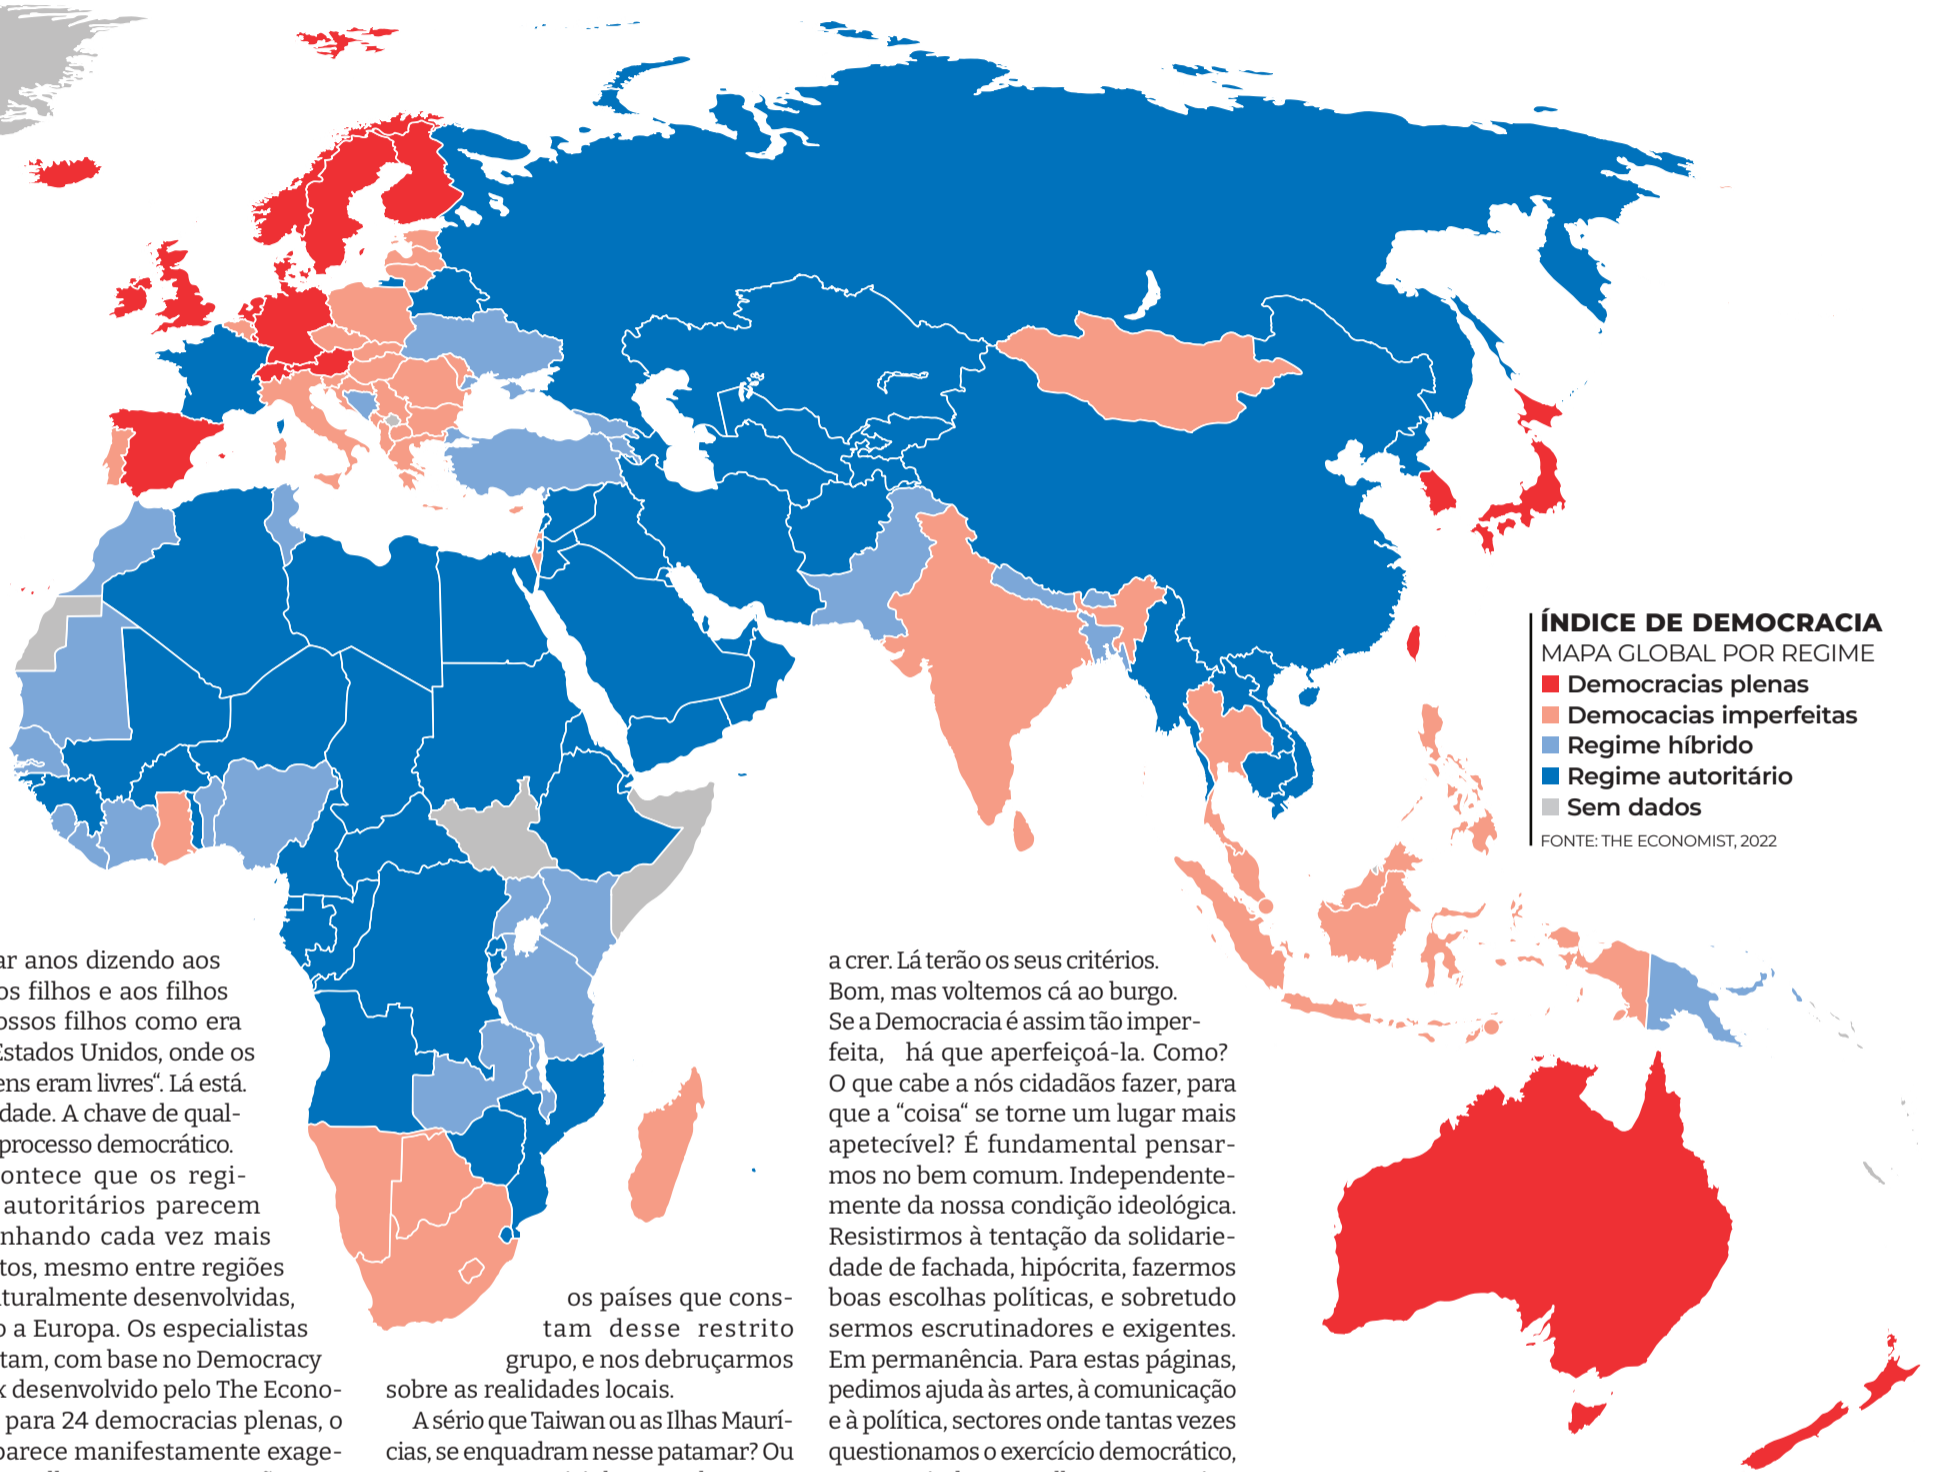 ÍNDICE DE DEMOCRACIA
MAPA GLOBAL POR REGIME
Democracias plenas
Democacias imperfeitas
Regime híbrido
Regime autoritário
Sem dados
FONTE: THE ECONOMIST, 2022
ar anos dizendo aos
os filhos e aos filhos
ossos filhos como era
Estados Unidos, onde os
ens eram livres“. Lá está.
dade. A chave de qual-
processo democrático.
ontece que os regi-
autoritários parecem
nhando cada vez mais
tos, mesmo entre regiões
turalmente desenvolvidas,
o a Europa. Os especialistas
tam, com base no Democracy
x desenvolvido pelo The Econo-
para 24 democracias plenas, o
parece manifestamente exage-
os países que cons-
tam desse restrito
grupo, e nos debruçarmos
sobre as realidades locais.
A sério que Taiwan ou as Ilhas Maurí-
cias, se enquadram nesse patamar? Ou
a crer. Lá terão os seus critérios.
Bom, mas voltemos cá ao burgo.
Se a Democracia é assim tão imper-
feita, há que aperfeiçoá-la. Como?
O que cabe a nós cidadãos fazer, para
que a “coisa“ se torne um lugar mais
apetecível? É fundamental pensar-
mos no bem comum. Independente-
mente da nossa condição ideológica.
Resistirmos à tentação da solidarie-
dade de fachada, hipócrita, fazermos
boas escolhas políticas, e sobretudo
sermos escrutinadores e exigentes.
Em permanência. Para estas páginas,
pedimos ajuda às artes, à comunicação
e à política, sectores onde tantas vezes
questionamos o exercício democrático,